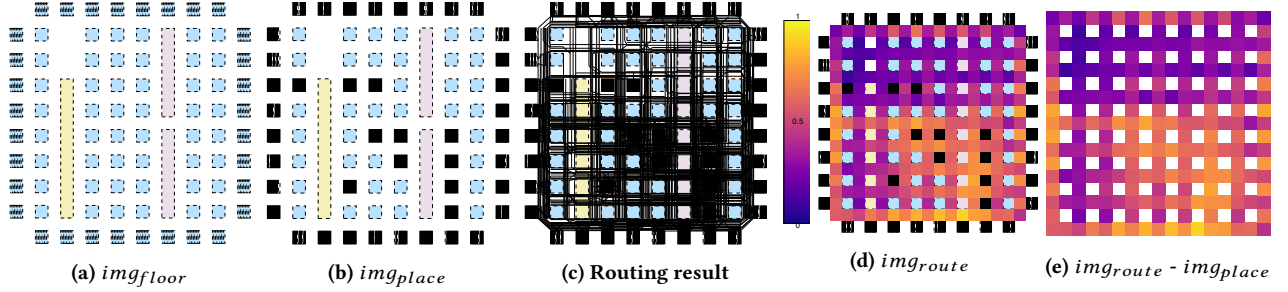 1
0.5
0
(a) img_floor
(b) img_place
(c) Routing result
(d) img_route
(e) img_route - img_place